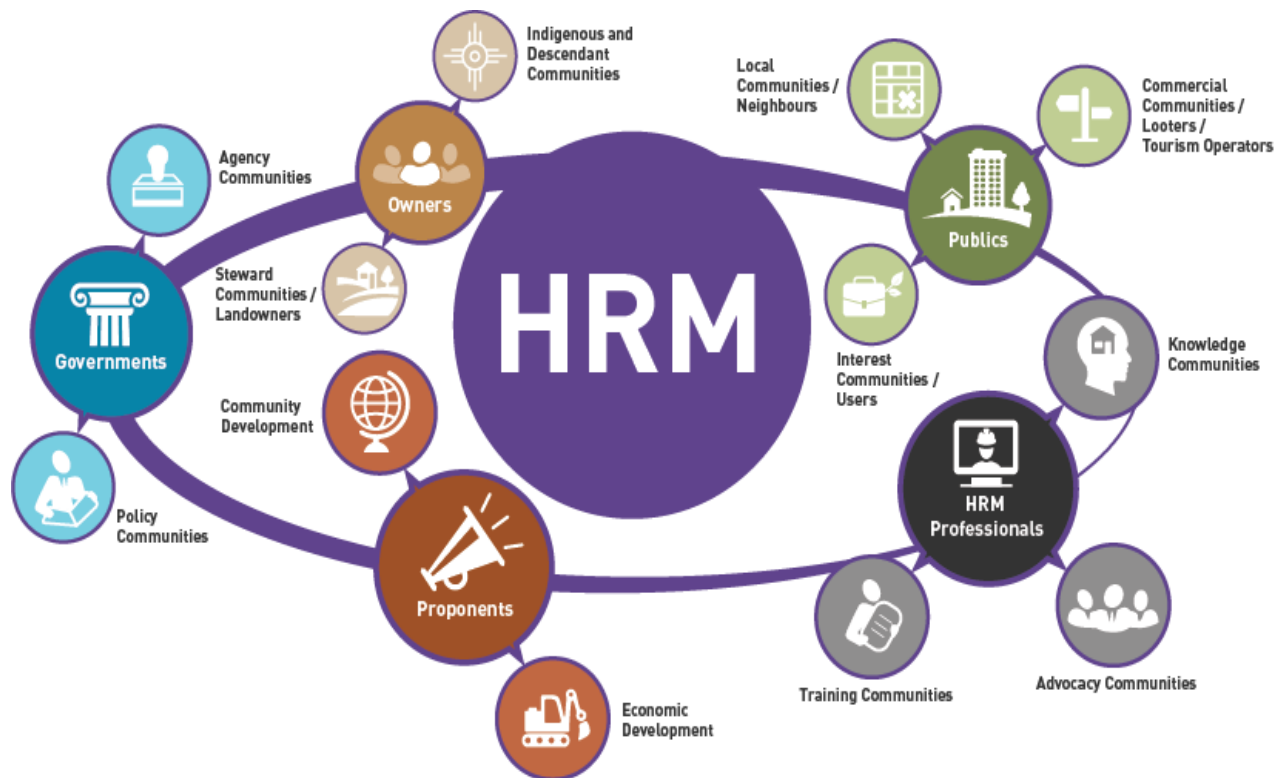 Indigenous and
Descendant
Communities
Local
Communities /
Neighbours
Commercial
Communities /
Looters /
Tourism Operators
Agency
Communities
Owners
Publics
HRM
Steward
Communities /
Landowners
Governments
Interest
Communities /
Users
Knowledge
Communities
Community
Development
HRM
Professionals
Policy
Communities
Proponents
Training Communities
Advocacy Communities
Economic
Development